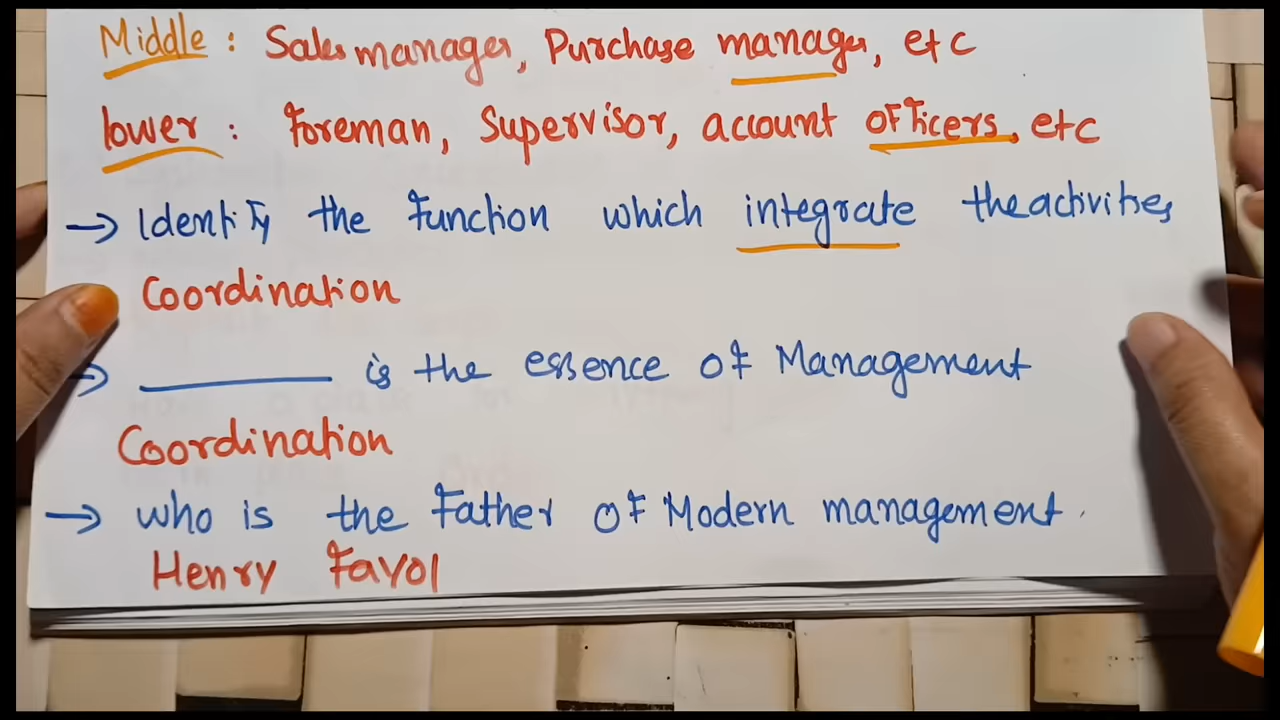 Middle : Sales manager, Purchase manager, etc
lower : Foreman, Supervisor, account officers, etc
→ Identify the function which integrate the activities
Coordination
→ ________ is the essence of Management
Coordination
→ who is the Father of Modern management.
Henry Fayol